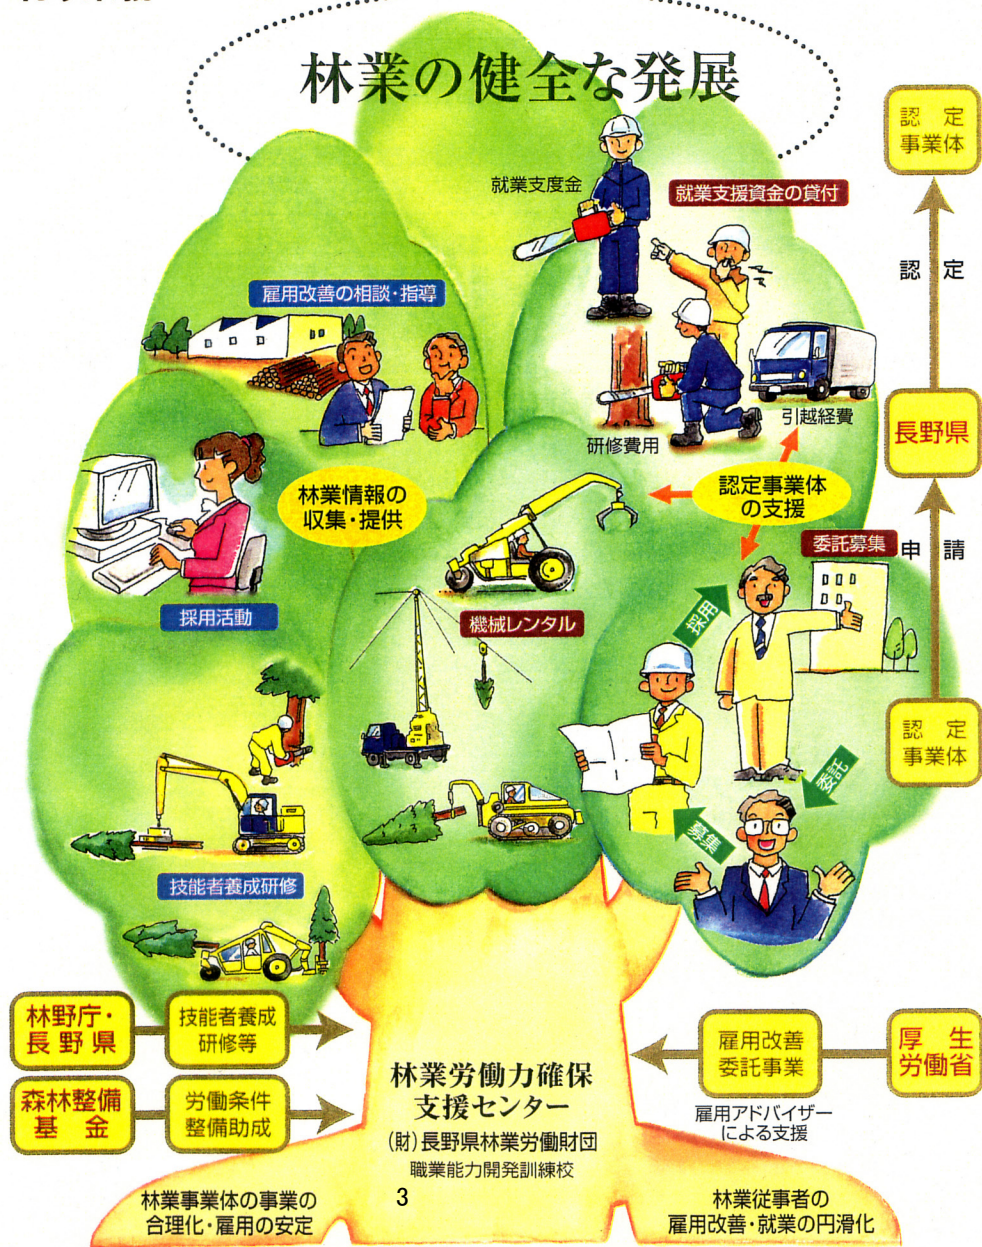 林業の健全な発展
認定
事業体
就業支度金
就業支援資金の貸付
認定
雇用改善の相談・指導
引越経費
研修費用
長野県
林業情報の
収集・提供
認定事業体
の支援
委託募集
申請
採用活動
機械レンタル
採用
認定
事業体
委託
募集
技能者養成研修
林野庁・
長野県
技能者養成
研修等
雇用改善
委託事業
厚生
労働省
森林整備
基金
労働条件
整備助成
雇用アドバイザー
による支援
林業労働力確保
支援センター
(財)長野県林業労働財団
職業能力開発訓練校
林業事業体の事業の
合理化・雇用の安定
3
林業従事者の
雇用改善・就業の円滑化